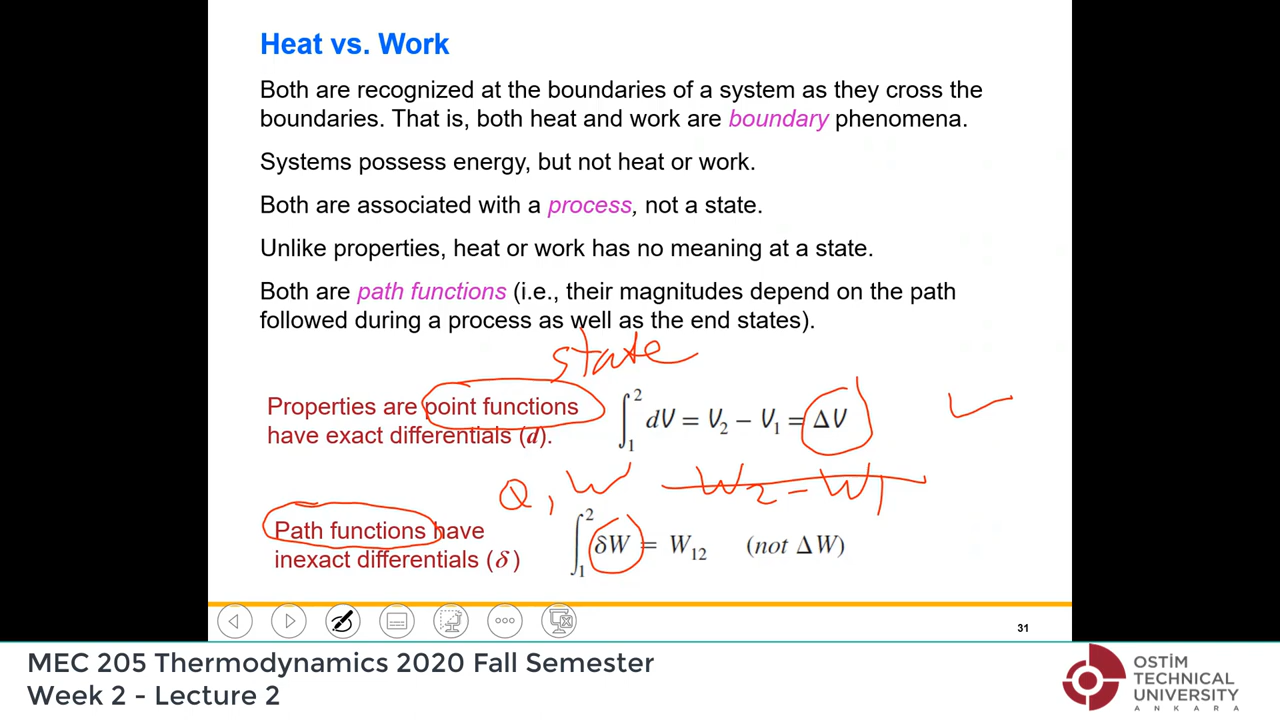 Heat vs. Work
Both are recognized at the boundaries of a system as they cross the
boundaries. That is, both heat and work are boundary phenomena.
Systems possess energy, but not heat or work.
Both are associated with a process, not a state.
Unlike properties, heat or work has no meaning at a state.
Both are path functions (i.e., their magnitudes depend on the path
followed during a process as well as the end states).
state
Properties are point functions
have exact differentials (d).
∫₁² dV = V₂ − V₁ = ΔV
Q, W W₂ − W₁
Path functions have
inexact differentials (δ)
∫₁² δW = W₁₂ (not ΔW)
31
MEC 205 Thermodynamics 2020 Fall Semester
Week 2 - Lecture 2
OSTİM
TECHNICAL
UNIVERSITY
ANKARA